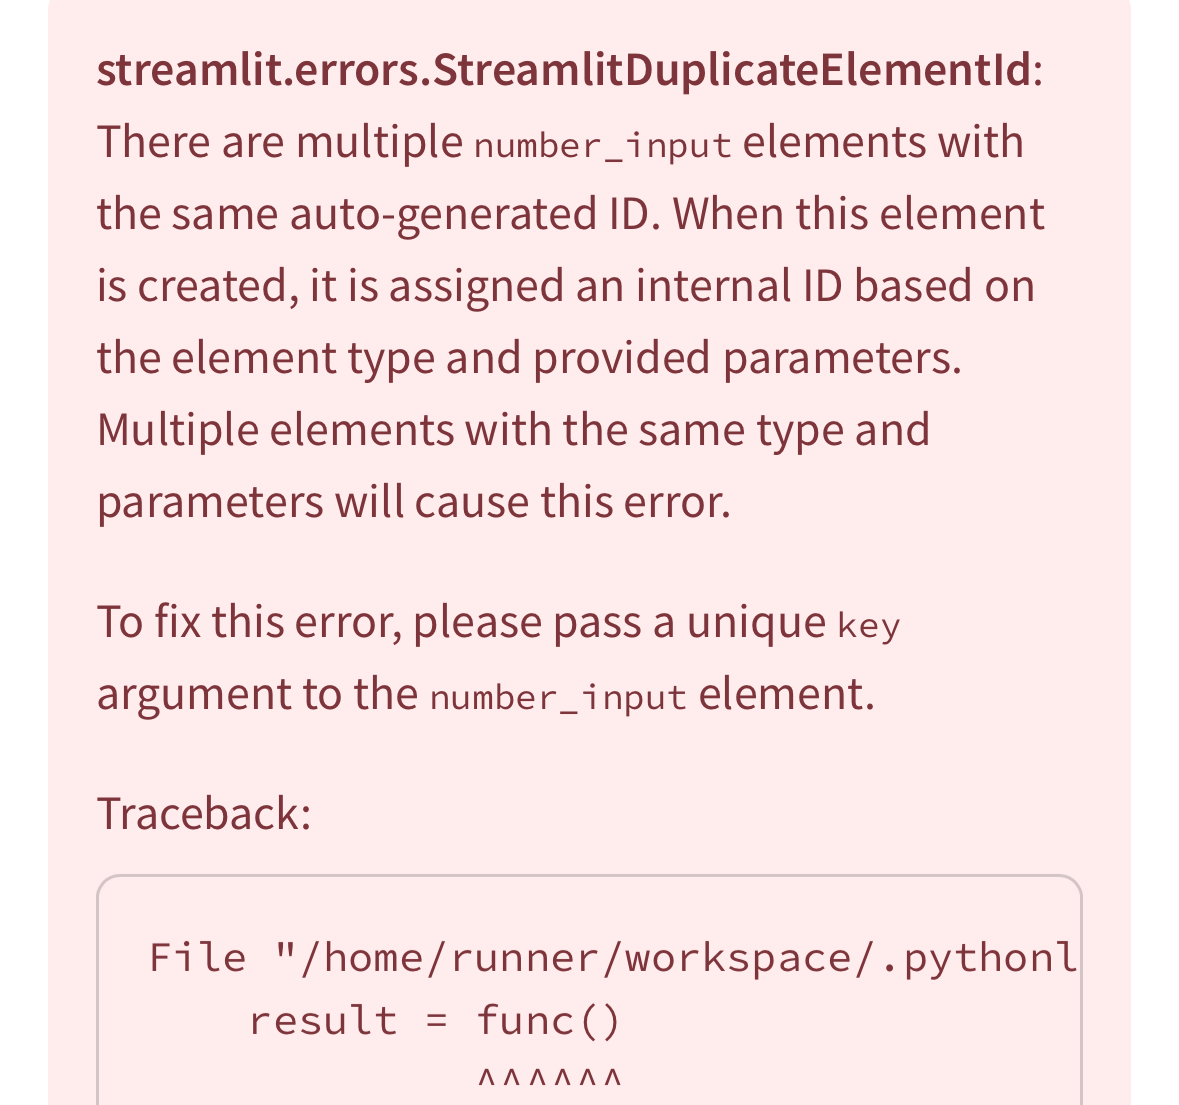 streamlit.errors.StreamlitDuplicateElementId:
There are multiple number_input elements with
the same auto-generated ID. When this element
is created, it is assigned an internal ID based on
the element type and provided parameters.
Multiple elements with the same type and
parameters will cause this error.
To fix this error, please pass a unique key
argument to the number_input element.
Traceback:
File "/home/runner/workspace/.pythonl
result = func()
^^^^^^